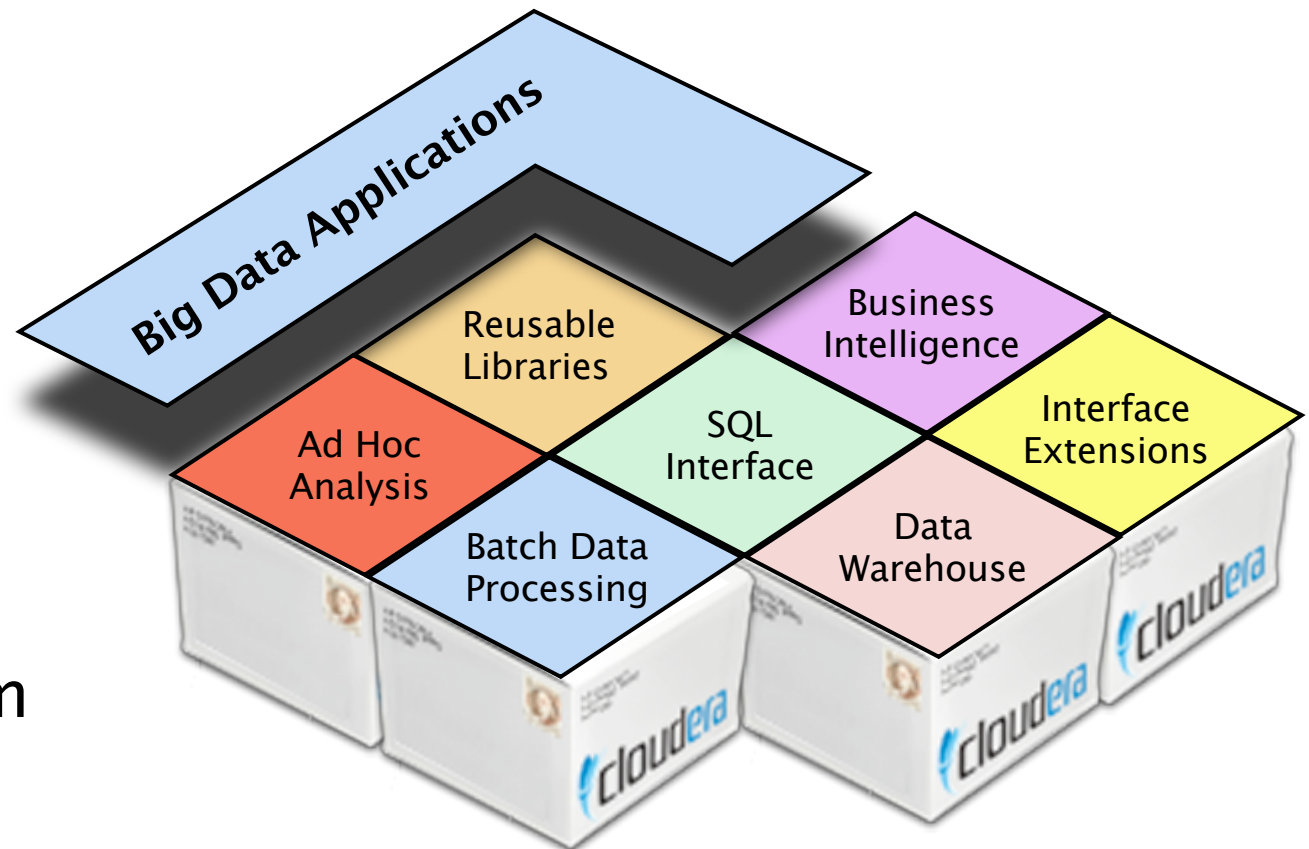 Big Data Applications
Reusable
Libraries
Business
Intelligence
Ad Hoc
Analysis
SQL
Interface
Interface
Extensions
Batch Data
Processing
Data
Warehouse
cloudera
cloudera
cloudera